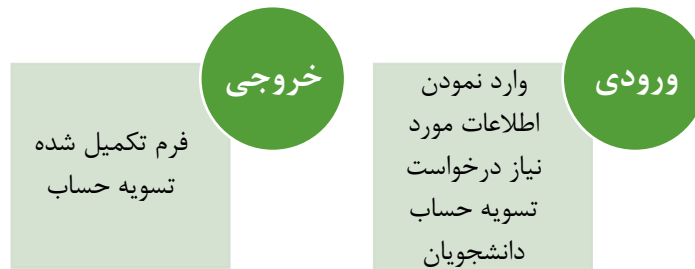 ورودی
وارد نمودن
اطلاعات مورد
نیاز درخواست
تسویه حساب
دانشجویان
خروجی
فرم تکمیل شده
تسویه حساب